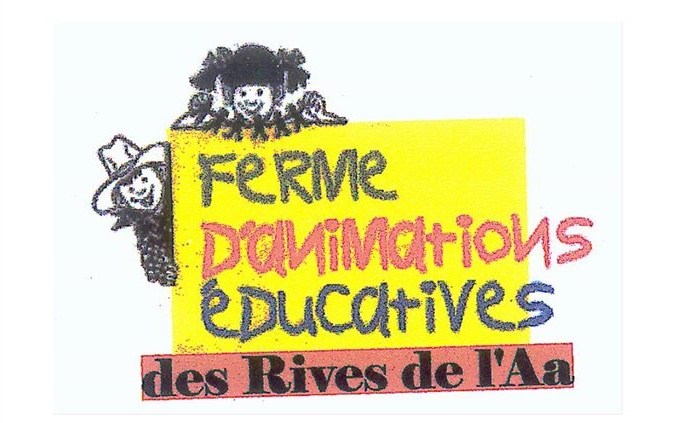 FERME
D'ANIMATIONS
ÉDUCATIVES
des Rives de l'Aa